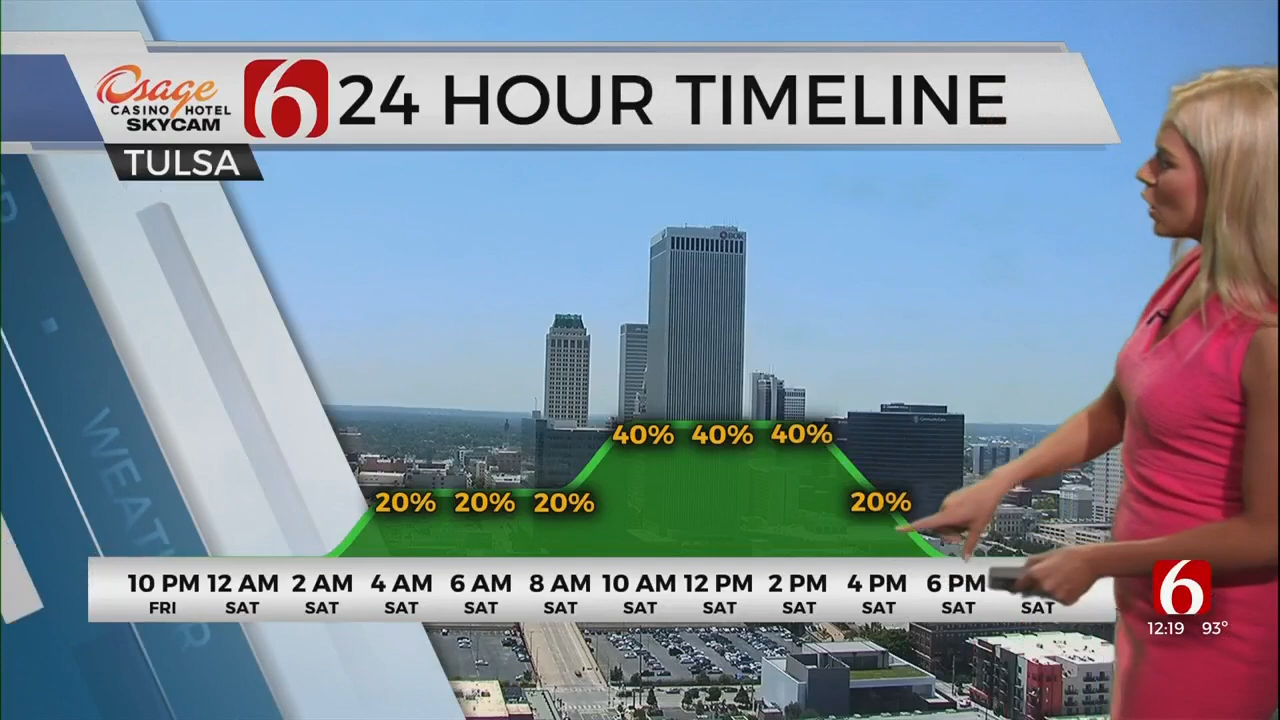 Osage
CASINO HOTEL
SKYCAM
6
24 HOUR TIMELINE
TULSA
BOK
WEATH
40% 40% 40%
20% 20% 20% 20%
10 PM 12 AM 2 AM 4 AM 6 AM 8 AM 10 AM 12 PM 2 PM 4 PM 6 PM
FRI SAT SAT SAT SAT SAT SAT SAT SAT SAT SAT SAT
6
12:19 93°